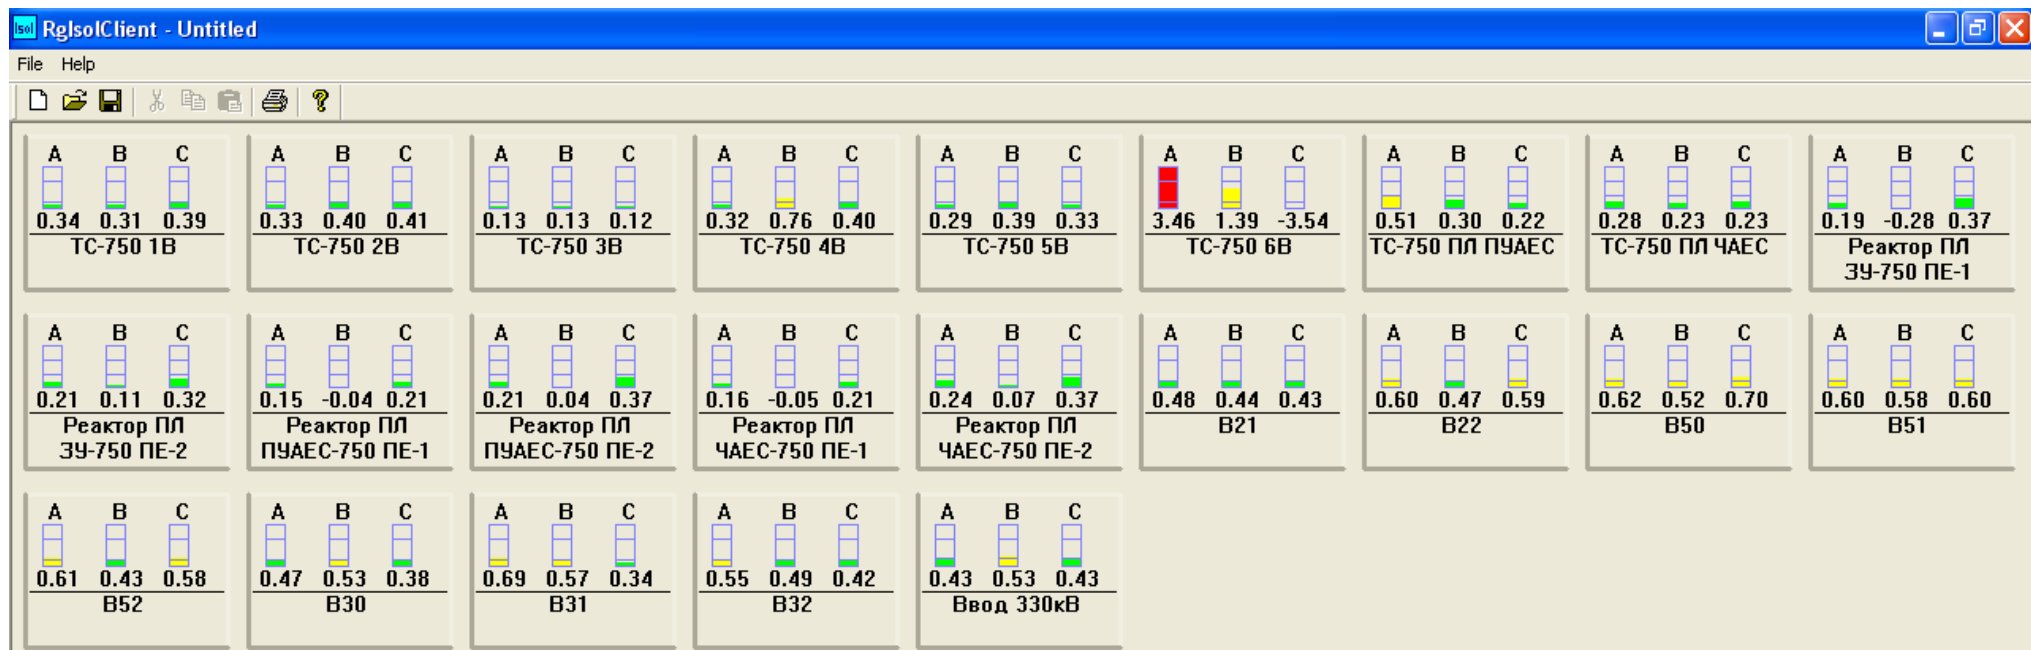 Isol RgIsolClient - Untitled
File Help
A B C
0.34 0.31 0.39
ТС-750 1В
A B C
0.33 0.40 0.41
ТС-750 2В
A B C
0.13 0.13 0.12
ТС-750 3В
A B C
0.32 0.76 0.40
ТС-750 4В
A B C
0.29 0.39 0.33
ТС-750 5В
A B C
3.46 1.39 -3.54
ТС-750 6В
A B C
0.51 0.30 0.22
ТС-750 ПЛ ПУАЕС
A B C
0.28 0.23 0.23
ТС-750 ПЛ ЧАЕС
A B C
0.19 -0.28 0.37
Реактор ПЛ
ЗУ-750 ПЕ-1
A B C
0.21 0.11 0.32
Реактор ПЛ
ЗУ-750 ПЕ-2
A B C
0.15 -0.04 0.21
Реактор ПЛ
ПУАЕС-750 ПЕ-1
A B C
0.21 0.04 0.37
Реактор ПЛ
ПУАЕС-750 ПЕ-2
A B C
0.16 -0.05 0.21
Реактор ПЛ
ЧАЕС-750 ПЕ-1
A B C
0.24 0.07 0.37
Реактор ПЛ
ЧАЕС-750 ПЕ-2
A B C
0.48 0.44 0.43
В21
A B C
0.60 0.47 0.59
В22
A B C
0.62 0.52 0.70
В50
A B C
0.60 0.58 0.60
В51
A B C
0.61 0.43 0.58
В52
A B C
0.47 0.53 0.38
В30
A B C
0.69 0.57 0.34
В31
A B C
0.55 0.49 0.42
В32
A B C
0.43 0.53 0.43
Ввод 330кВ